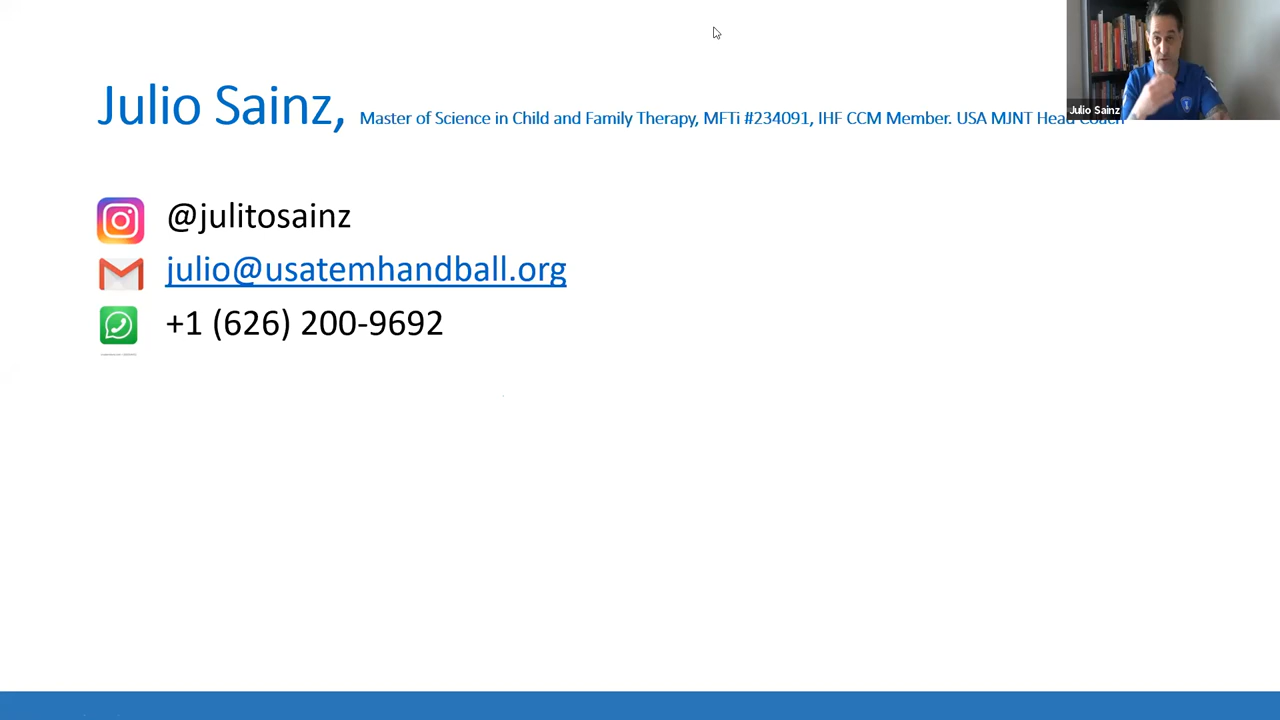 Julio Sainz, Master of Science in Child and Family Therapy, MFTi #234091, IHF CCM Member. USA MJNT Head Coach
Julio Sainz
@julitosainz
julio@usatemhandball.org
+1 (626) 200-9692